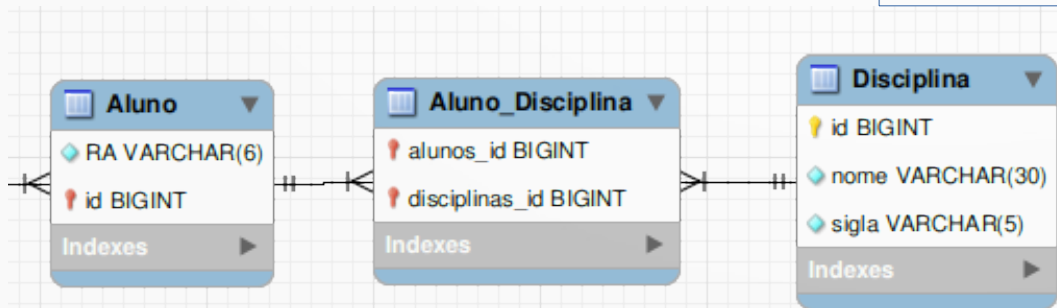 Aluno
RA VARCHAR(6)
id BIGINT
Indexes
Aluno_Disciplina
alunos_id BIGINT
disciplinas_id BIGINT
Indexes
Disciplina
id BIGINT
nome VARCHAR(30)
sigla VARCHAR(5)
Indexes